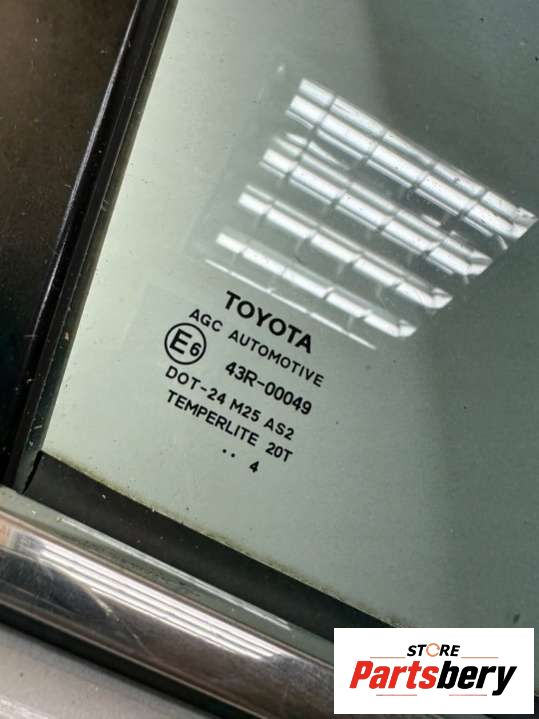 TOYOTA
AGC AUTOMOTIVE
E6 43R-00049
DOT-24 M25 AS2
TEMPERLITE 20T
.. 4
STORE
Partsbery